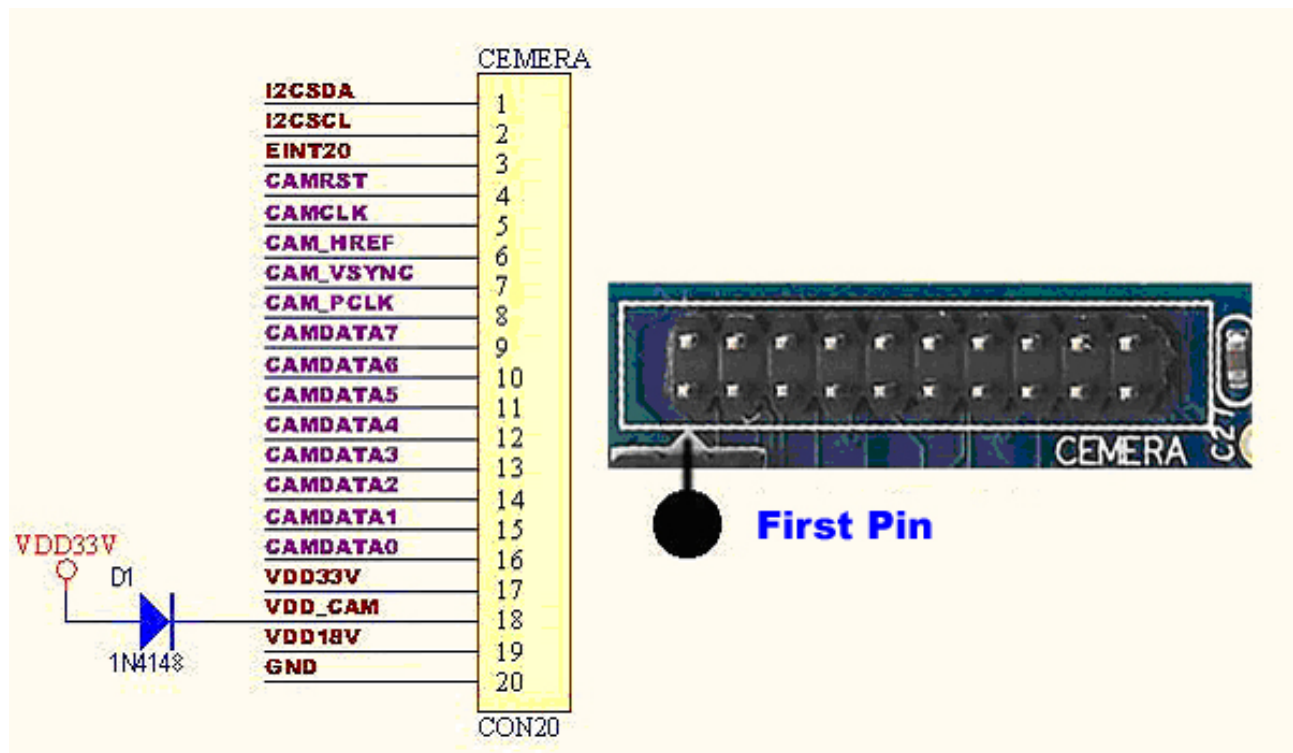 CEMERA
I2CSDA 1
I2CSCL 2
EINT20 3
CAMRST 4
CAMCLK 5
CAM_HREF 6
CAM_VSYNC 7
CAM_PCLK 8
CAMDATA7 9
CAMDATA6 10
CAMDATA5 11
CAMDATA4 12
CAMDATA3 13
CAMDATA2 14
CAMDATA1 15
CAMDATA0 16
VDD33V 17
VDD_CAM 18
VDD18V 19
GND 20
CON20
VDD33V
D1
1N4148
CEMERA
C21
First Pin